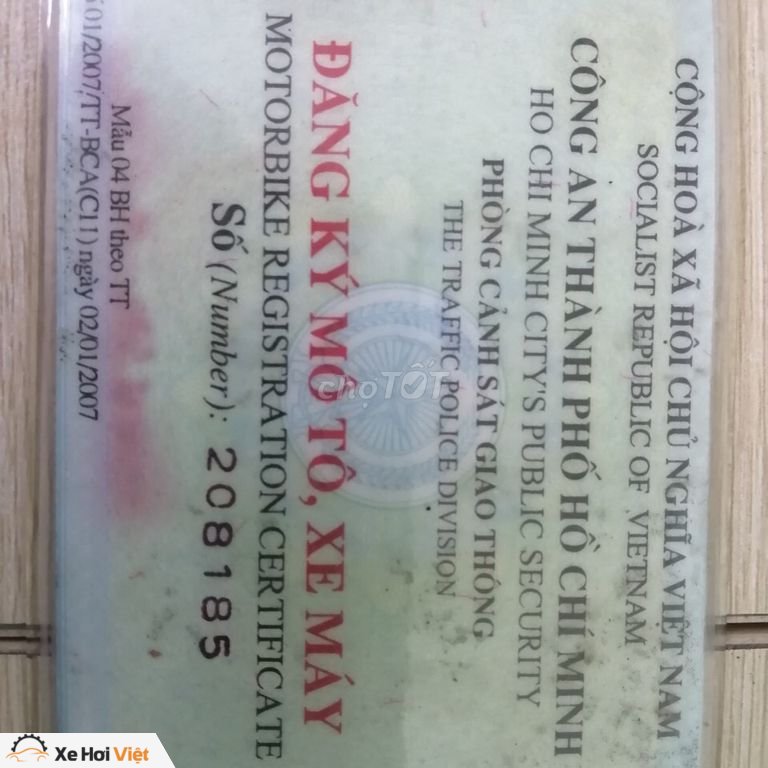 CỘNG HOÀ XÃ HỘI CHỦ NGHĨA VIỆT NAM
SOCIALIST REPUBLIC OF VIETNAM
CÔNG AN THÀNH PHỐ HỒ CHÍ MINH
HO CHI MINH CITY'S PUBLIC SECURITY
PHÒNG CẢNH SÁT GIAO THÔNG
THE TRAFFIC POLICE DIVISION
chợTỐT
ĐĂNG KÝ MÔ TÔ, XE MÁY
MOTORBIKE REGISTRATION CERTIFICATE
Số (Number): 208185
Mẫu 04 BH theo TT
01/2007/TT-BCA(C11) ngày 02/01/2007
Xe Hơi Việt